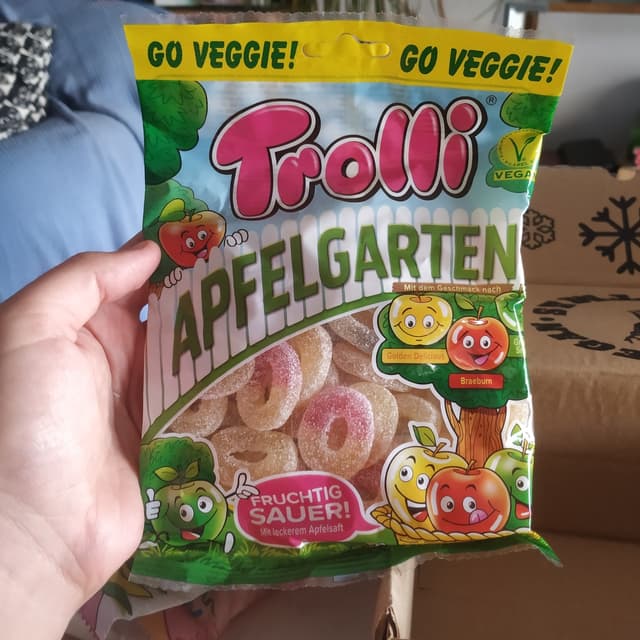 GO VEGGIE! GO VEGGIE!
Trolli®
VEGAN
APFELGARTEN
Mit dem Geschmack nach
Golden Delicious
Braeburn
FRUCHTIG
SAUER!
Mit leckerem Apfelsaft